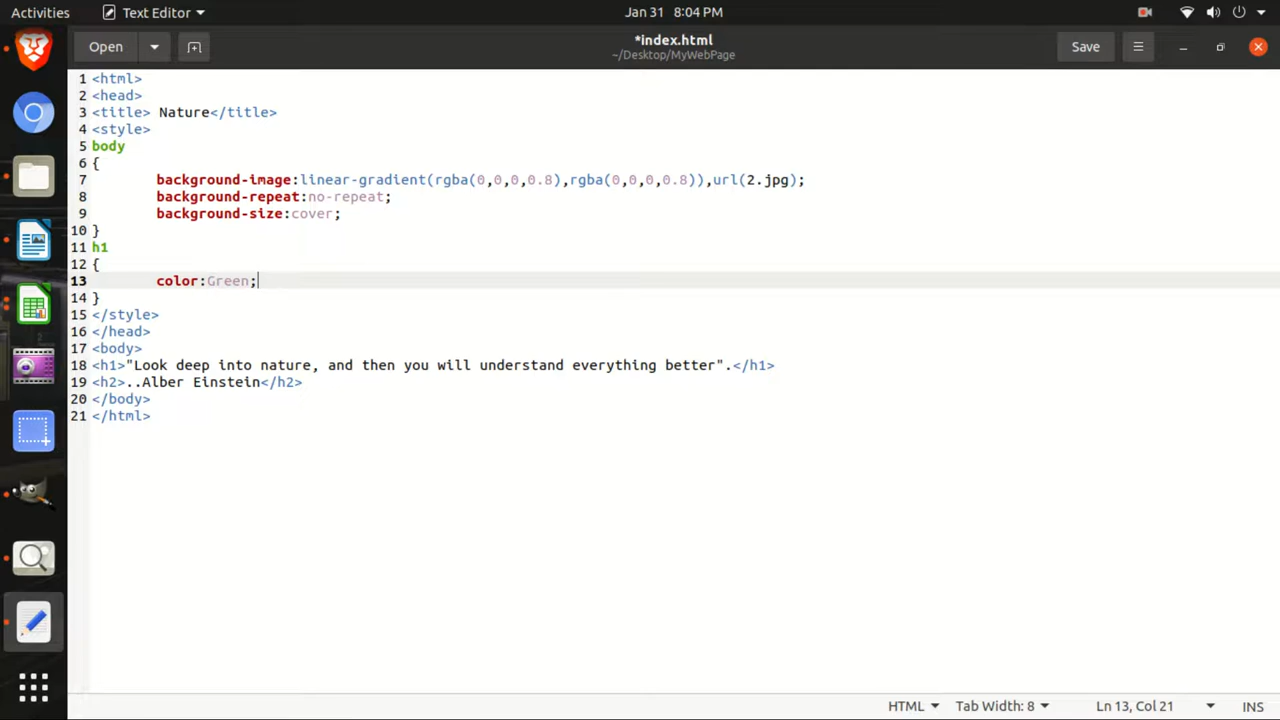 Activities Text Editor Jan 31 8:04 PM
Open *index.html Save
~/Desktop/MyWebPage
1 <html>
2 <head>
3 <title> Nature</title>
4 <style>
5 body
6 {
7 background-image:linear-gradient(rgba(0,0,0,0.8),rgba(0,0,0,0.8)),url(2.jpg);
8 background-repeat:no-repeat;
9 background-size:cover;
10 }
11 h1
12 {
13 color:Green;
14 }
15 </style>
16 </head>
17 <body>
18 <h1>"Look deep into nature, and then you will understand everything better".</h1>
19 <h2>..Alber Einstein</h2>
20 </body>
21 </html>
HTML Tab Width: 8 Ln 13, Col 21 INS